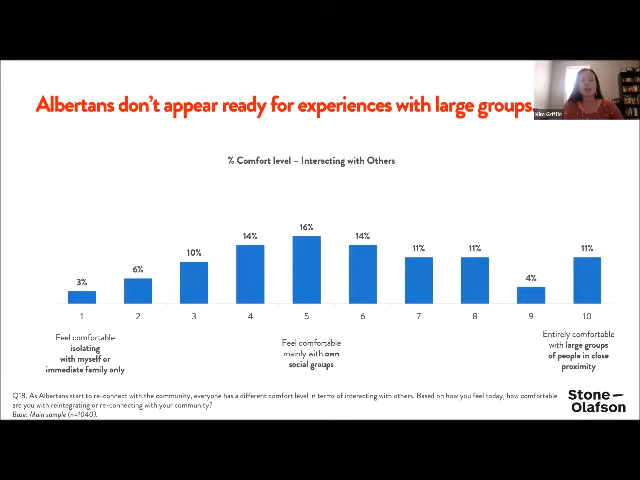 Albertans don't appear ready for experiences with large groups.
Kim Griffin
% Comfort level – Interacting with Others
3%
6%
10%
14%
16%
14%
11%
11%
4%
11%
1 2 3 4 5 6 7 8 9 10
Feel comfortable
isolating
with myself or
immediate family only
Feel comfortable
mainly with own
social groups
Entirely comfortable
with large groups
of people in close
proximity
Q18. As Albertans start to re-connect with the community, everyone has a different comfort level in terms of interacting with others. Based on how you feel today, how comfortable
are you with reintegrating or re-connecting with your community?
Base: Main sample (n=1040).
Stone –
Olafson